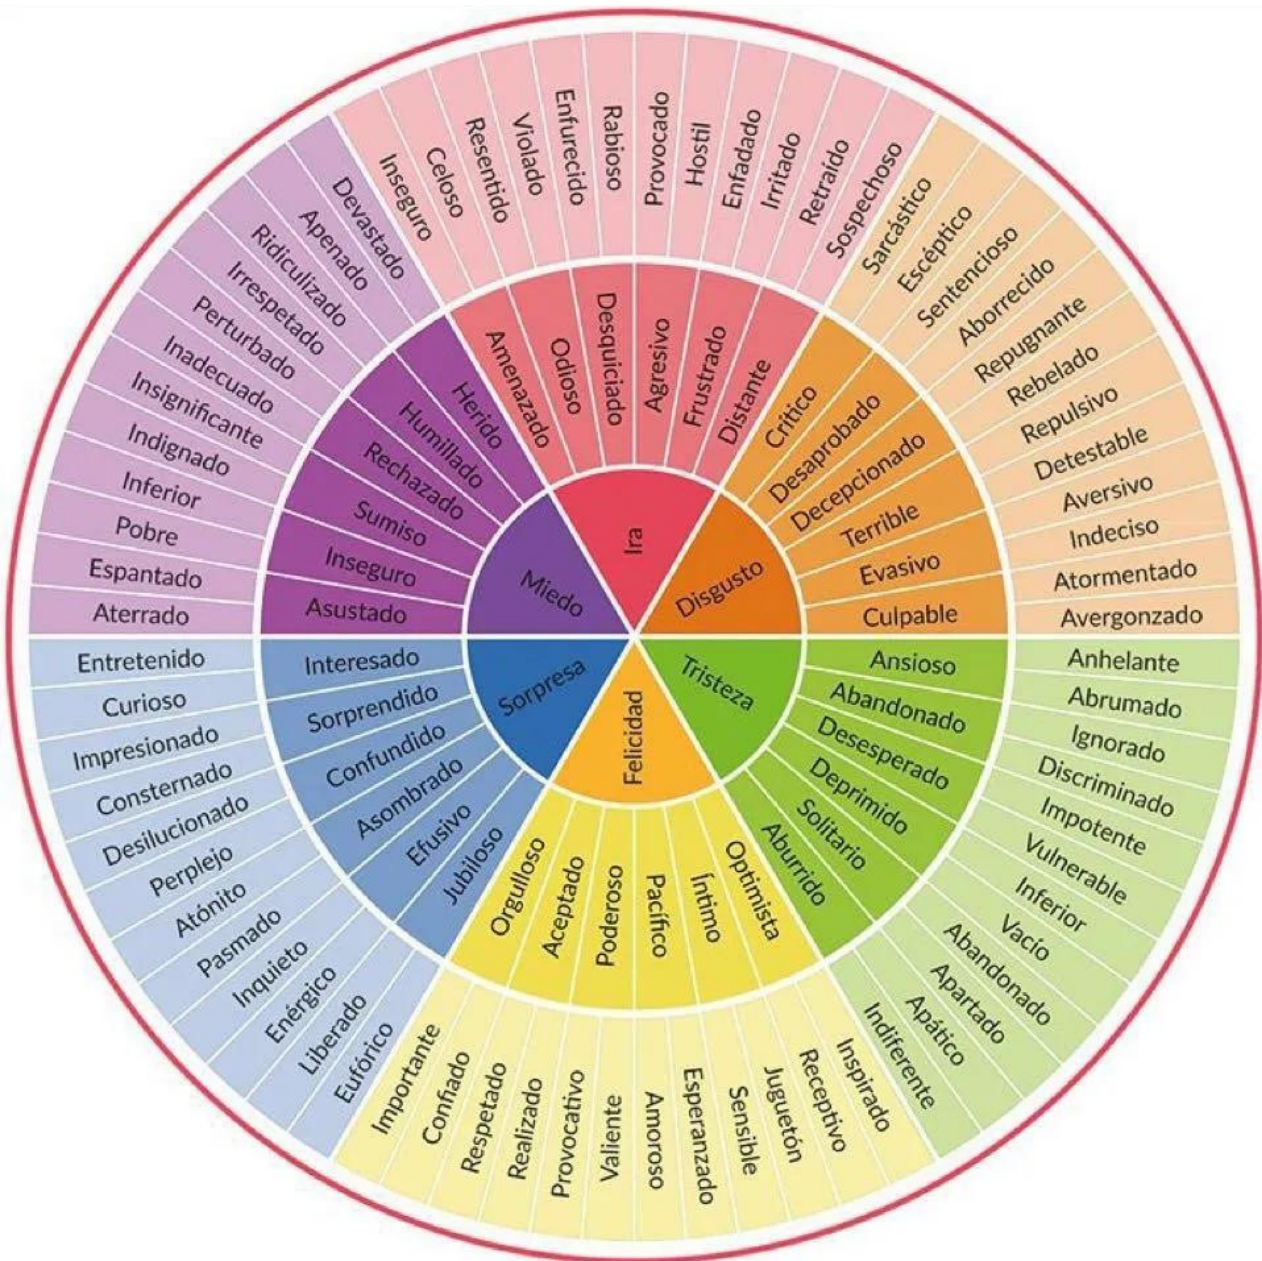 Ira
Disgusto
Tristeza
Felicidad
Sorpresa
Miedo
Amenazado
Odioso
Desquiciado
Agresivo
Frustrado
Distante
Crítico
Desaprobado
Decepcionado
Terrible
Evasivo
Culpable
Ansioso
Abandonado
Desesperado
Deprimido
Solitario
Aburrido
Optimista
Íntimo
Pacífico
Poderoso
Aceptado
Orgulloso
Jubiloso
Efusivo
Asombrado
Confundido
Sorprendido
Interesado
Asustado
Inseguro
Sumiso
Rechazado
Humillado
Herido
Inseguro
Celoso
Resentido
Violado
Enfurecido
Rabioso
Provocado
Hostil
Enfadado
Irritado
Retraído
Sospechoso
Sarcástico
Escéptico
Sentencioso
Aborrecido
Repugnante
Rebelado
Repulsivo
Detestable
Aversivo
Indeciso
Atormentado
Avergonzado
Anhelante
Abrumado
Ignorado
Discriminado
Impotente
Vulnerable
Inferior
Vacío
Abandonado
Apartado
Apático
Indiferente
Inspirado
Receptivo
Juguetón
Sensible
Esperanzado
Amoroso
Valiente
Provocativo
Realizado
Respetado
Confiado
Importante
Eufórico
Liberado
Enérgico
Inquieto
Pasmado
Atónito
Perplejo
Desilucionado
Consternado
Impresionado
Curioso
Entretenido
Aterrado
Espantado
Pobre
Inferior
Indignado
Insignificante
Inadecuado
Perturbado
Irrespetado
Ridiculizado
Apenado
Devastado